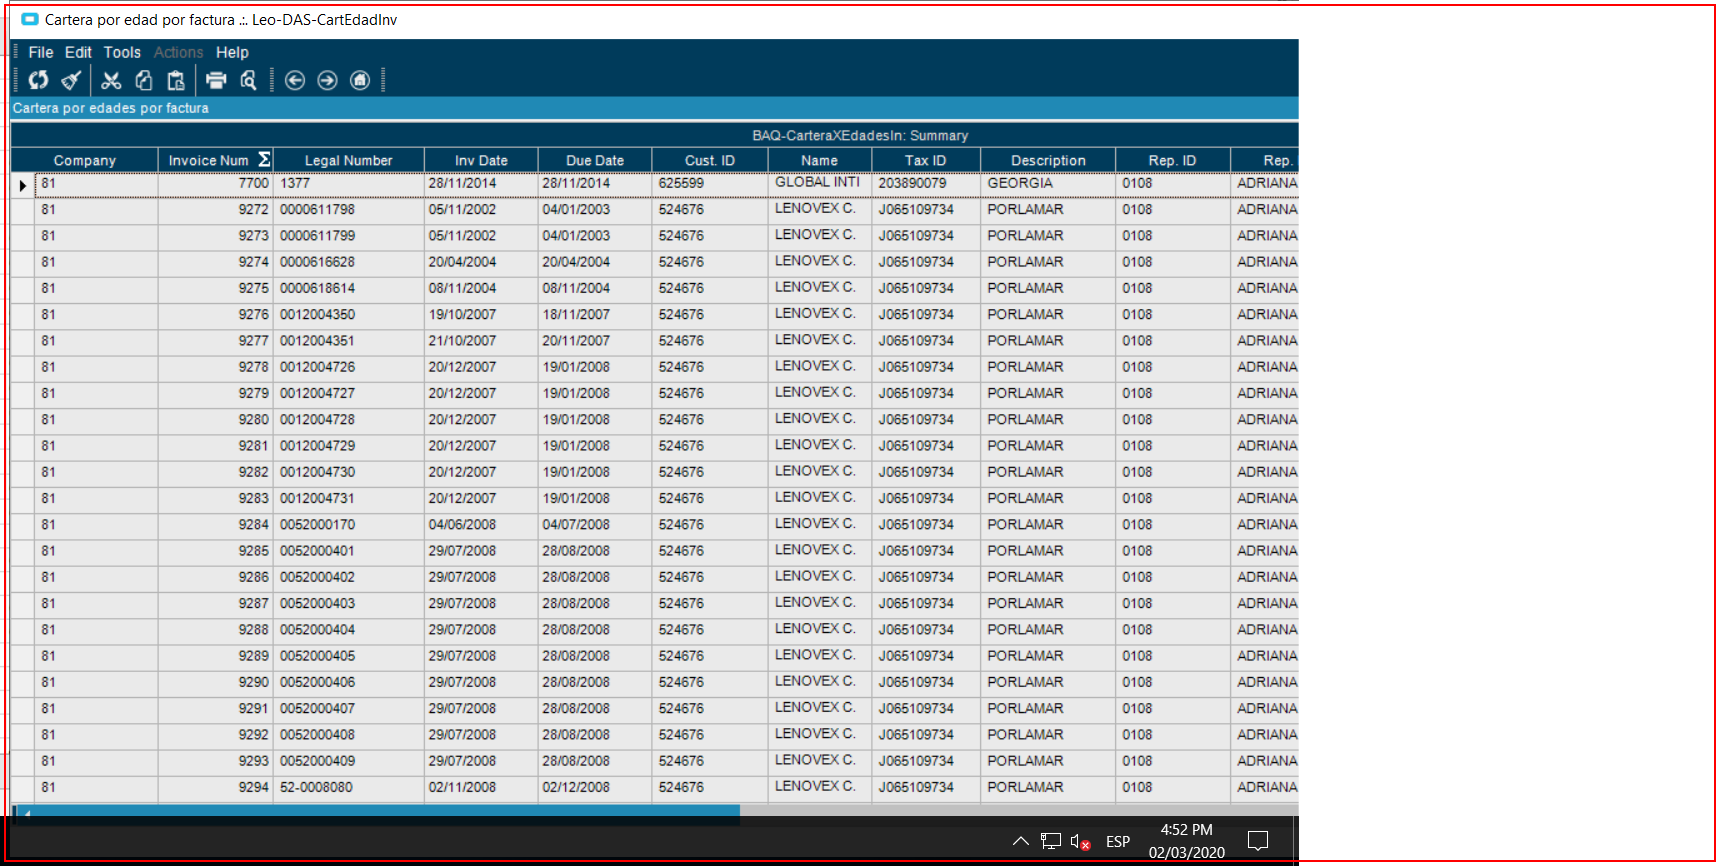 Cartera por edad por factura .:. Leo-DAS-CartEdadInv
File Edit Tools Actions Help
Cartera por edades por factura
BAQ-CarteraXEdadesIn: Summary
Company Invoice Num Σ Legal Number Inv Date Due Date Cust. ID Name Tax ID Description Rep. ID Rep.
81 7700 1377 28/11/2014 28/11/2014 625599 GLOBAL INTI 203890079 GEORGIA 0108 ADRIANA
81 9272 0000611798 05/11/2002 04/01/2003 524676 LENOVEX C. J065109734 PORLAMAR 0108 ADRIANA
81 9273 0000611799 05/11/2002 04/01/2003 524676 LENOVEX C. J065109734 PORLAMAR 0108 ADRIANA
81 9274 0000616628 20/04/2004 20/04/2004 524676 LENOVEX C. J065109734 PORLAMAR 0108 ADRIANA
81 9275 0000618614 08/11/2004 08/11/2004 524676 LENOVEX C. J065109734 PORLAMAR 0108 ADRIANA
81 9276 0012004350 19/10/2007 18/11/2007 524676 LENOVEX C. J065109734 PORLAMAR 0108 ADRIANA
81 9277 0012004351 21/10/2007 20/11/2007 524676 LENOVEX C. J065109734 PORLAMAR 0108 ADRIANA
81 9278 0012004726 20/12/2007 19/01/2008 524676 LENOVEX C. J065109734 PORLAMAR 0108 ADRIANA
81 9279 0012004727 20/12/2007 19/01/2008 524676 LENOVEX C. J065109734 PORLAMAR 0108 ADRIANA
81 9280 0012004728 20/12/2007 19/01/2008 524676 LENOVEX C. J065109734 PORLAMAR 0108 ADRIANA
81 9281 0012004729 20/12/2007 19/01/2008 524676 LENOVEX C. J065109734 PORLAMAR 0108 ADRIANA
81 9282 0012004730 20/12/2007 19/01/2008 524676 LENOVEX C. J065109734 PORLAMAR 0108 ADRIANA
81 9283 0012004731 20/12/2007 19/01/2008 524676 LENOVEX C. J065109734 PORLAMAR 0108 ADRIANA
81 9284 0052000170 04/06/2008 04/07/2008 524676 LENOVEX C. J065109734 PORLAMAR 0108 ADRIANA
81 9285 0052000401 29/07/2008 28/08/2008 524676 LENOVEX C. J065109734 PORLAMAR 0108 ADRIANA
81 9286 0052000402 29/07/2008 28/08/2008 524676 LENOVEX C. J065109734 PORLAMAR 0108 ADRIANA
81 9287 0052000403 29/07/2008 28/08/2008 524676 LENOVEX C. J065109734 PORLAMAR 0108 ADRIANA
81 9288 0052000404 29/07/2008 28/08/2008 524676 LENOVEX C. J065109734 PORLAMAR 0108 ADRIANA
81 9289 0052000405 29/07/2008 28/08/2008 524676 LENOVEX C. J065109734 PORLAMAR 0108 ADRIANA
81 9290 0052000406 29/07/2008 28/08/2008 524676 LENOVEX C. J065109734 PORLAMAR 0108 ADRIANA
81 9291 0052000407 29/07/2008 28/08/2008 524676 LENOVEX C. J065109734 PORLAMAR 0108 ADRIANA
81 9292 0052000408 29/07/2008 28/08/2008 524676 LENOVEX C. J065109734 PORLAMAR 0108 ADRIANA
81 9293 0052000409 29/07/2008 28/08/2008 524676 LENOVEX C. J065109734 PORLAMAR 0108 ADRIANA
81 9294 52-0008080 02/11/2008 02/12/2008 524676 LENOVEX C. J065109734 PORLAMAR 0108 ADRIANA
ESP 4:52 PM
02/03/2020